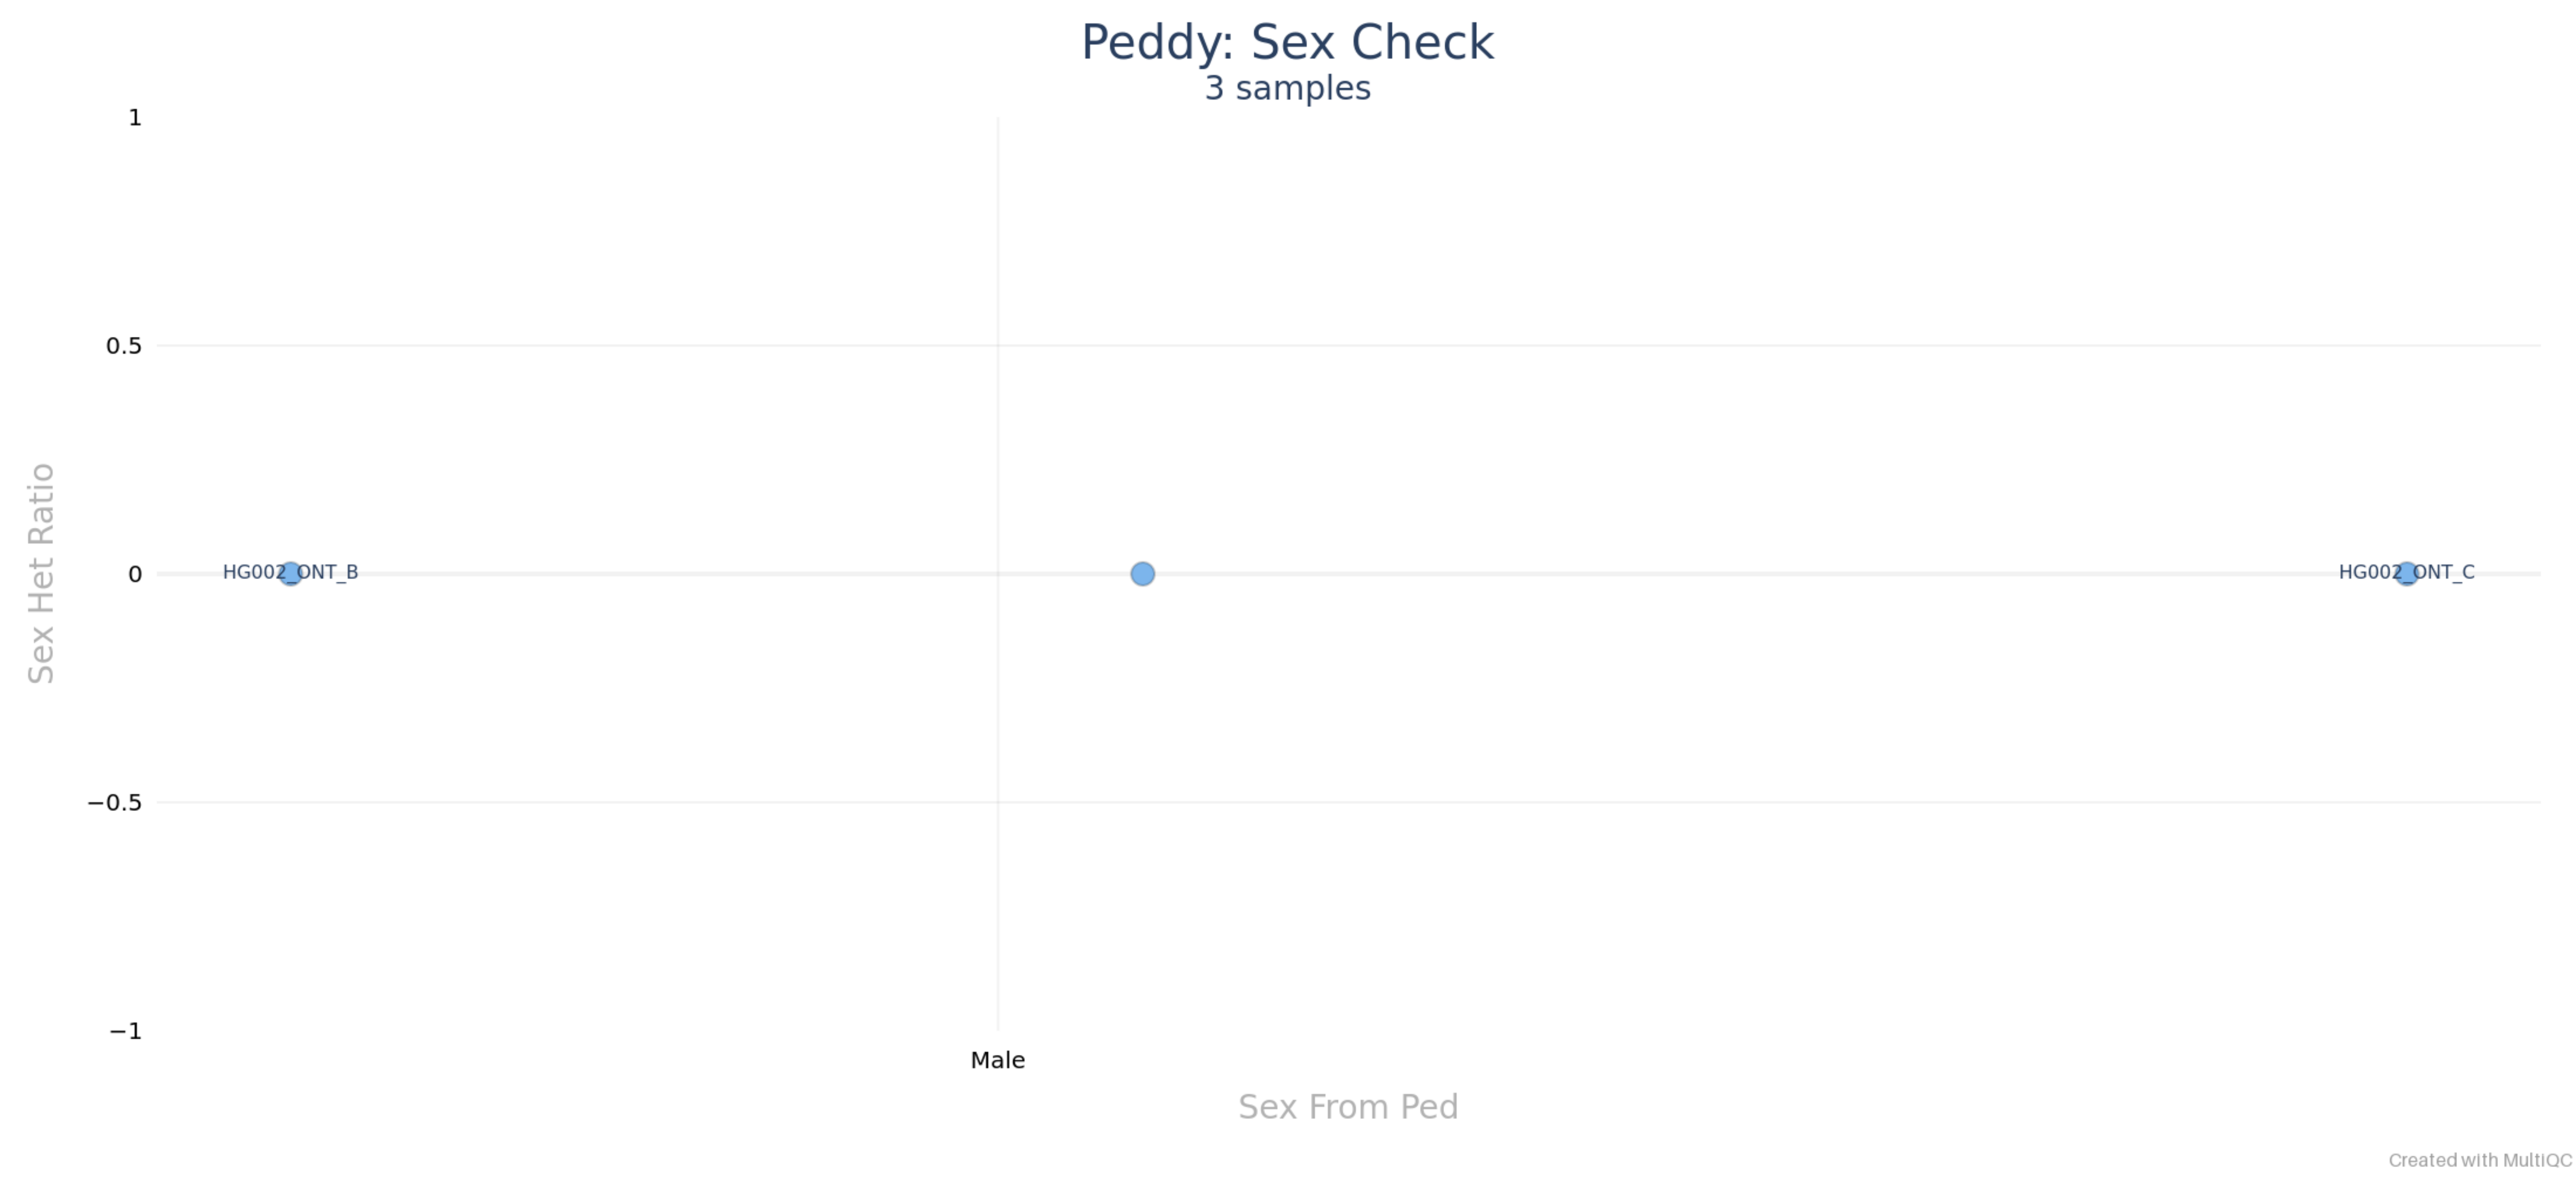 Peddy: Sex Check
3 samples
1
0.5
0
−0.5
−1
Sex Het Ratio
HG002_ONT_B
HG002_ONT_C
Male
Sex From Ped
Created with MultiQC